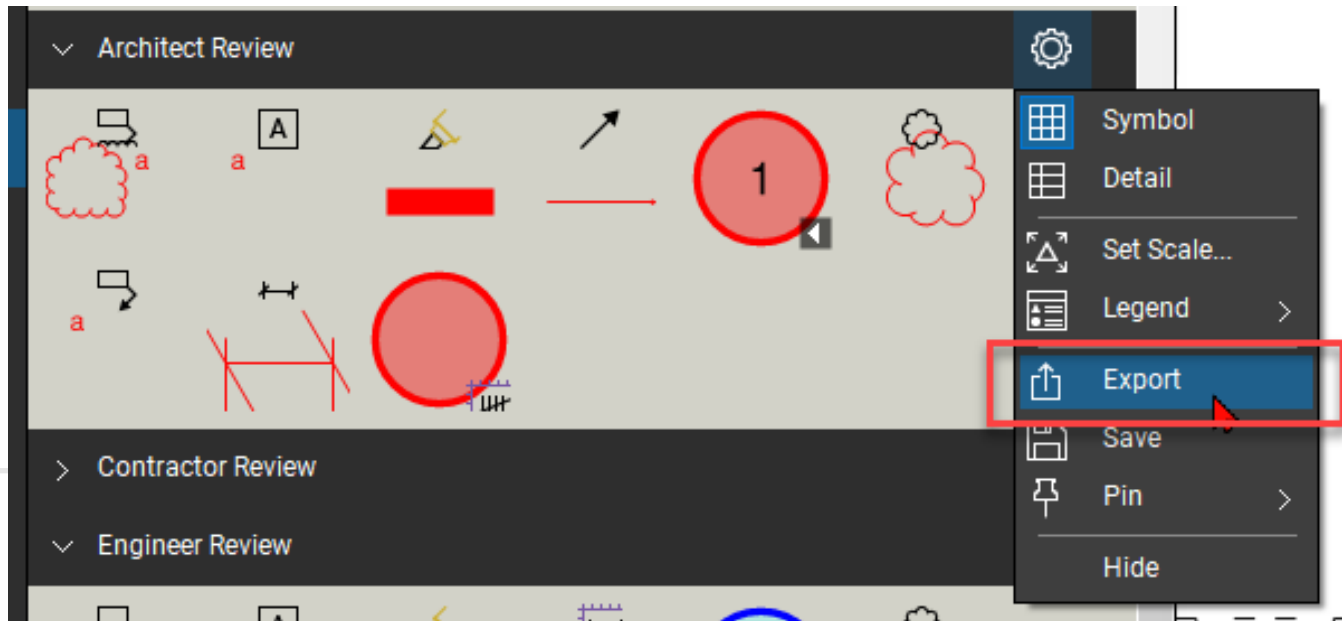 Architect Review
a
A
a
1
a
Contractor Review
Engineer Review
A
Symbol
Detail
Set Scale...
Legend
Export
Save
Pin
Hide